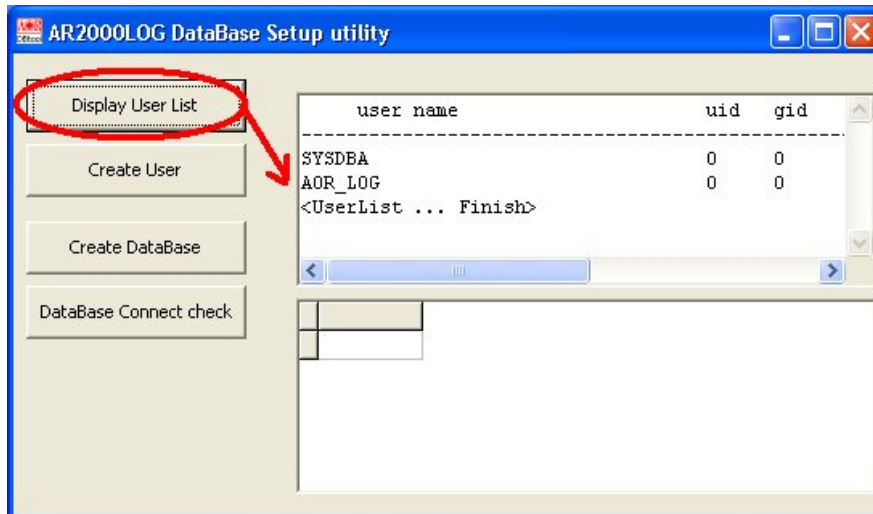 AR2000LOG DataBase Setup utility
Display User List
Create User
Create DataBase
DataBase Connect check
user name uid gid
--------------------------------------------------------
SYSDBA 0 0
AOR_LOG 0 0
<UserList ... Finish>